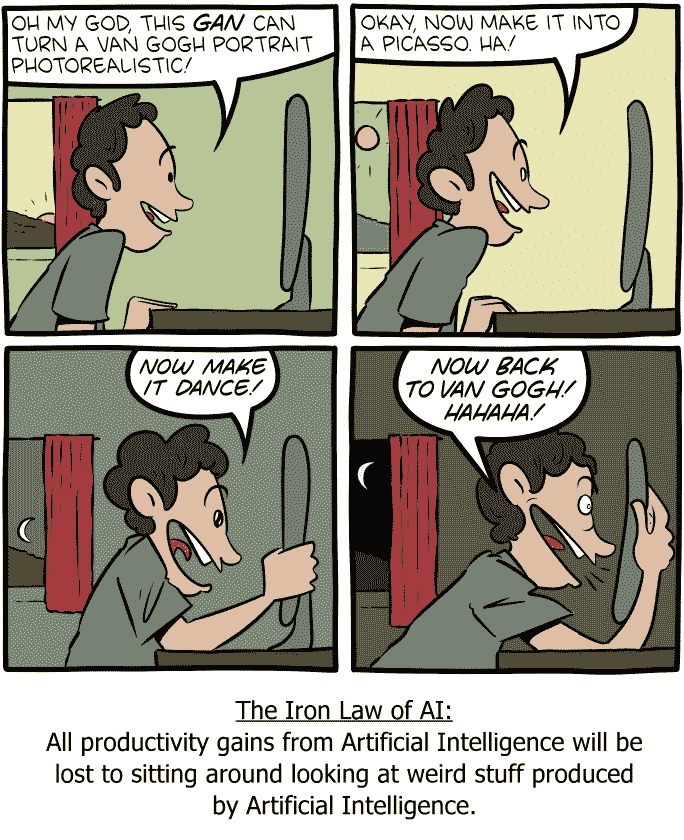 OH MY GOD, THIS GAN CAN
TURN A VAN GOGH PORTRAIT
PHOTOREALISTIC!
OKAY, NOW MAKE IT INTO
A PICASSO. HA!
NOW MAKE
IT DANCE!
NOW BACK
TO VAN GOGH!
HAHAHA!
The Iron Law of AI:
All productivity gains from Artificial Intelligence will be
lost to sitting around looking at weird stuff produced
by Artificial Intelligence.